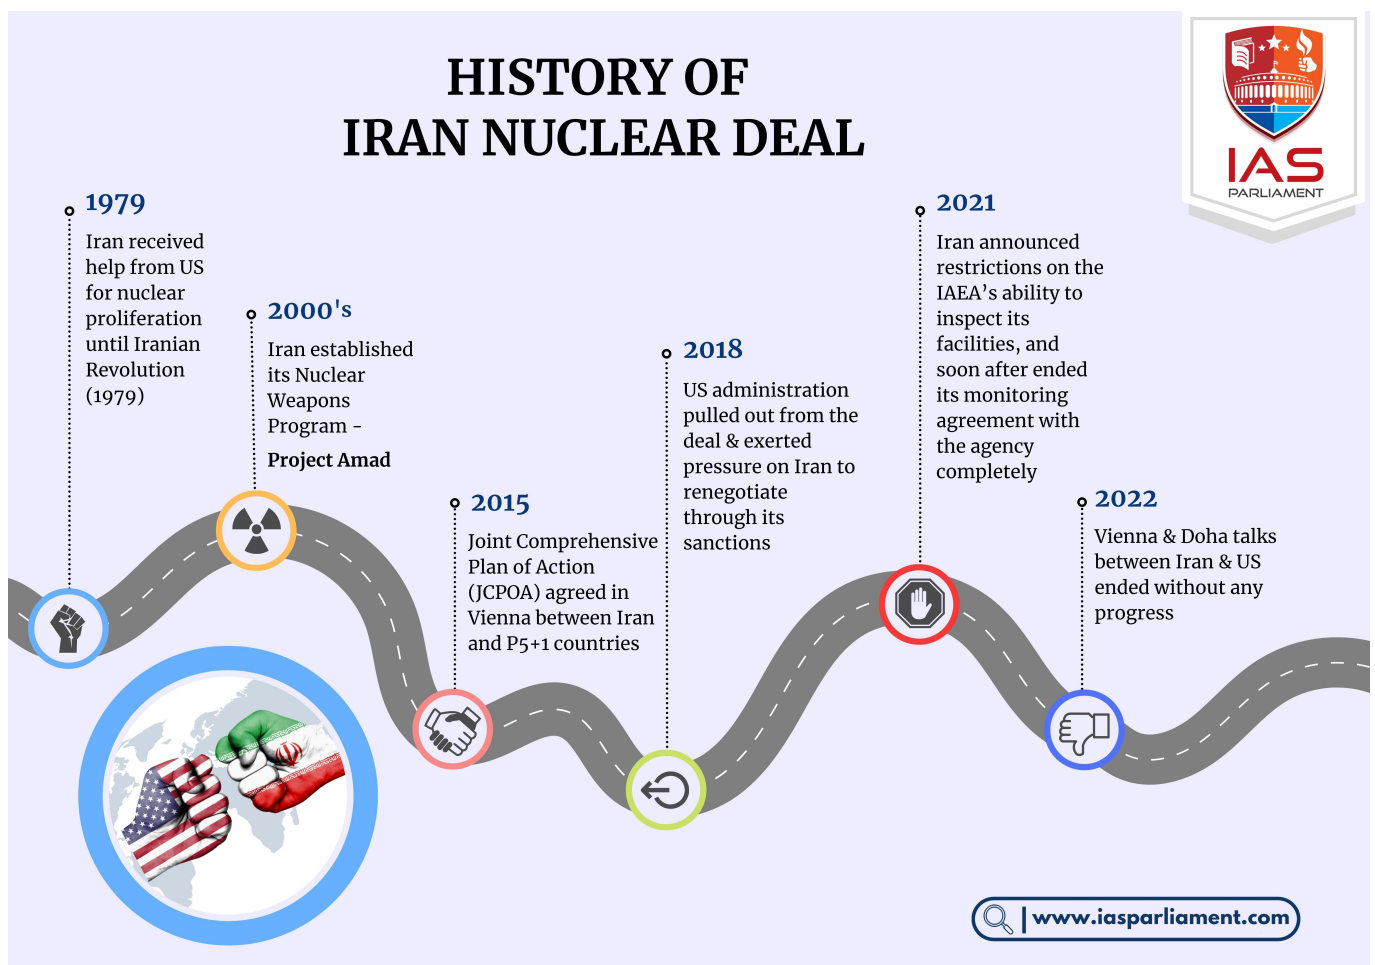 HISTORY OF
IRAN NUCLEAR DEAL
IAS
PARLIAMENT
1979
Iran received
help from US
for nuclear
proliferation
until Iranian
Revolution
(1979)
2000's
Iran established
its Nuclear
Weapons
Program -
Project Amad
2015
Joint Comprehensive
Plan of Action
(JCPOA) agreed in
Vienna between Iran
and P5+1 countries
2018
US administration
pulled out from the
deal & exerted
pressure on Iran to
renegotiate
through its
sanctions
2021
Iran announced
restrictions on the
IAEA’s ability to
inspect its
facilities, and
soon after ended
its monitoring
agreement with
the agency
completely
2022
Vienna & Doha talks
between Iran & US
ended without any
progress
www.iasparliament.com